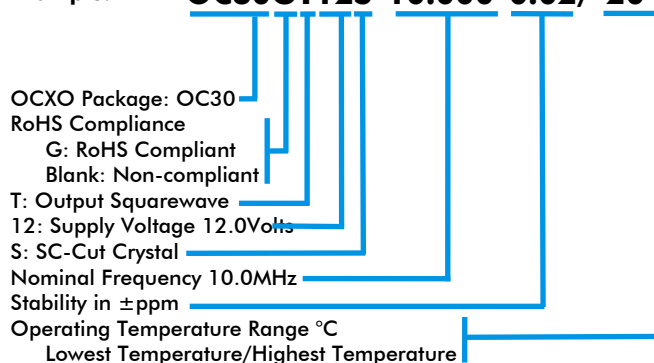 OCXO Package: OC30
RoHS Compliance
G: RoHS Compliant
Blank: Non-compliant
T: Output Squarewave
12: Supply Voltage 12.0Volts
S: SC-Cut Crystal
Nominal Frequency 10.0MHz
Stability in ±ppm
Operating Temperature Range °C
Lowest Temperature/Highest Temperature